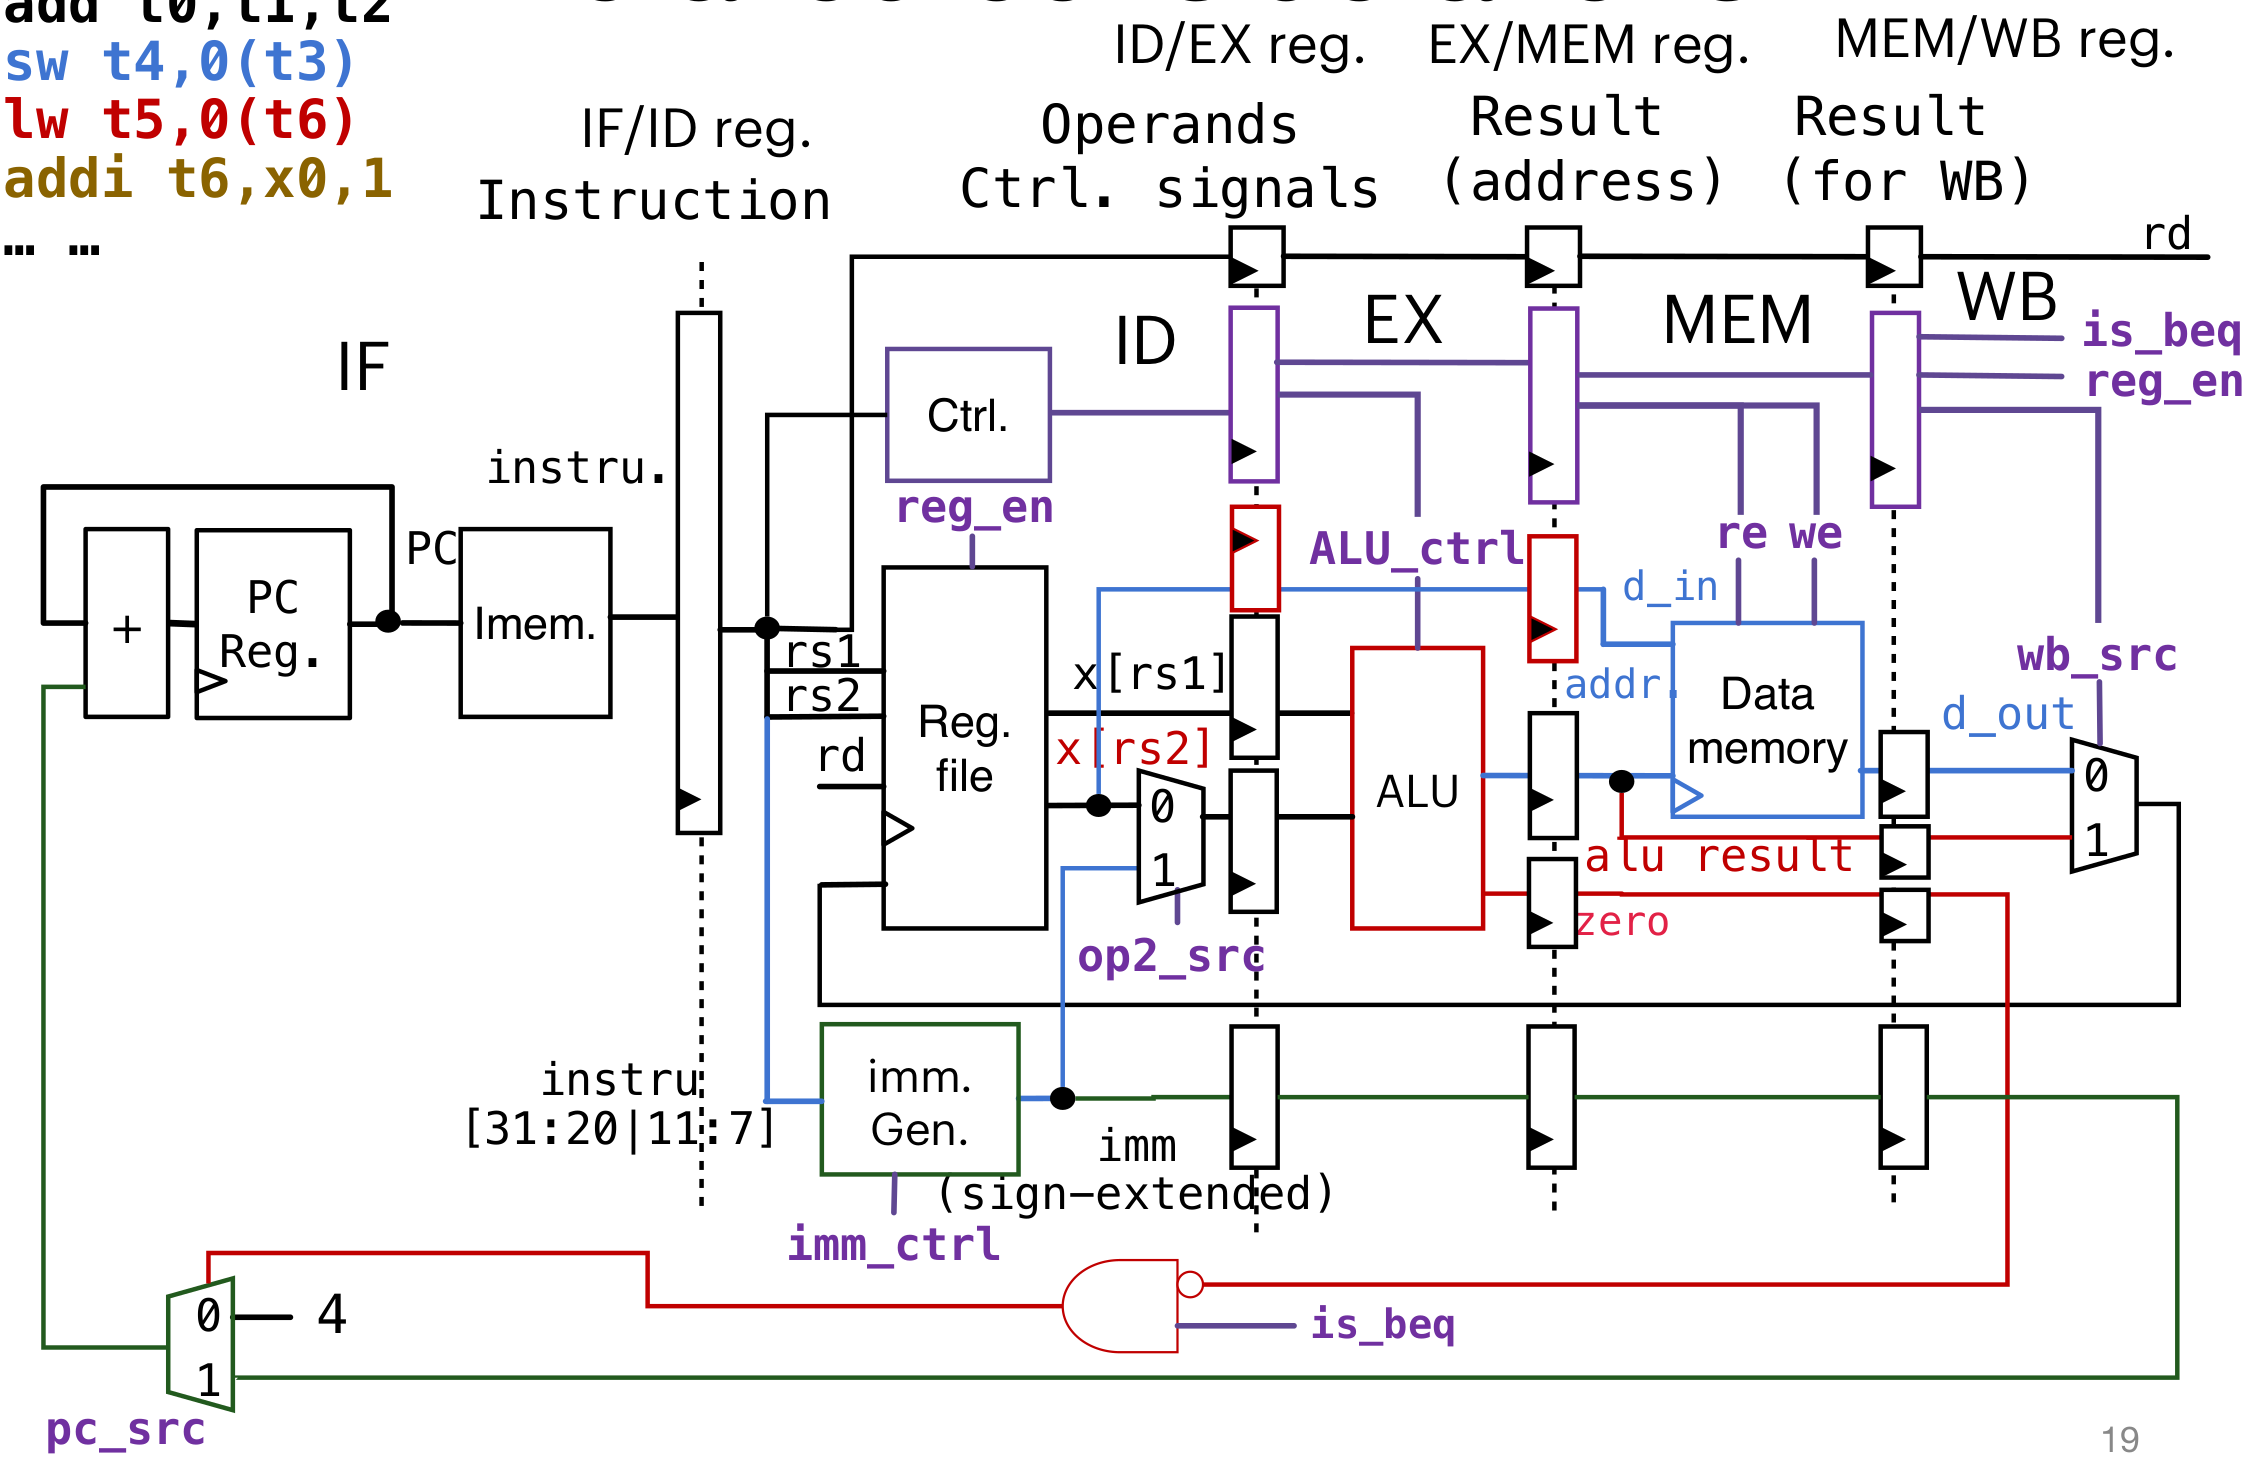 add t0,t1,t2
sw t4,0(t3)
lw t5,0(t6)
addi t6,x0,1
… …
ID/EX reg.
EX/MEM reg.
MEM/WB reg.
IF/ID reg.
Instruction
Operands
Ctrl. signals
Result
(address)
Result
(for WB)
rd
IF
ID
EX
MEM
WB
is_beq
reg_en
Ctrl.
instru.
reg_en
ALU_ctrl
re we
d_in
PC
PC
Reg.
+
Imem.
rs1
rs2
rd
Reg.
file
x[rs1]
x[rs2]
0
1
op2_src
ALU
addr.
Data
memory
wb_src
d_out
0
1
alu result
zero
instru
[31:20|11:7]
imm.
Gen.
imm
(sign-extended)
imm_ctrl
0
4
1
pc_src
is_beq
19